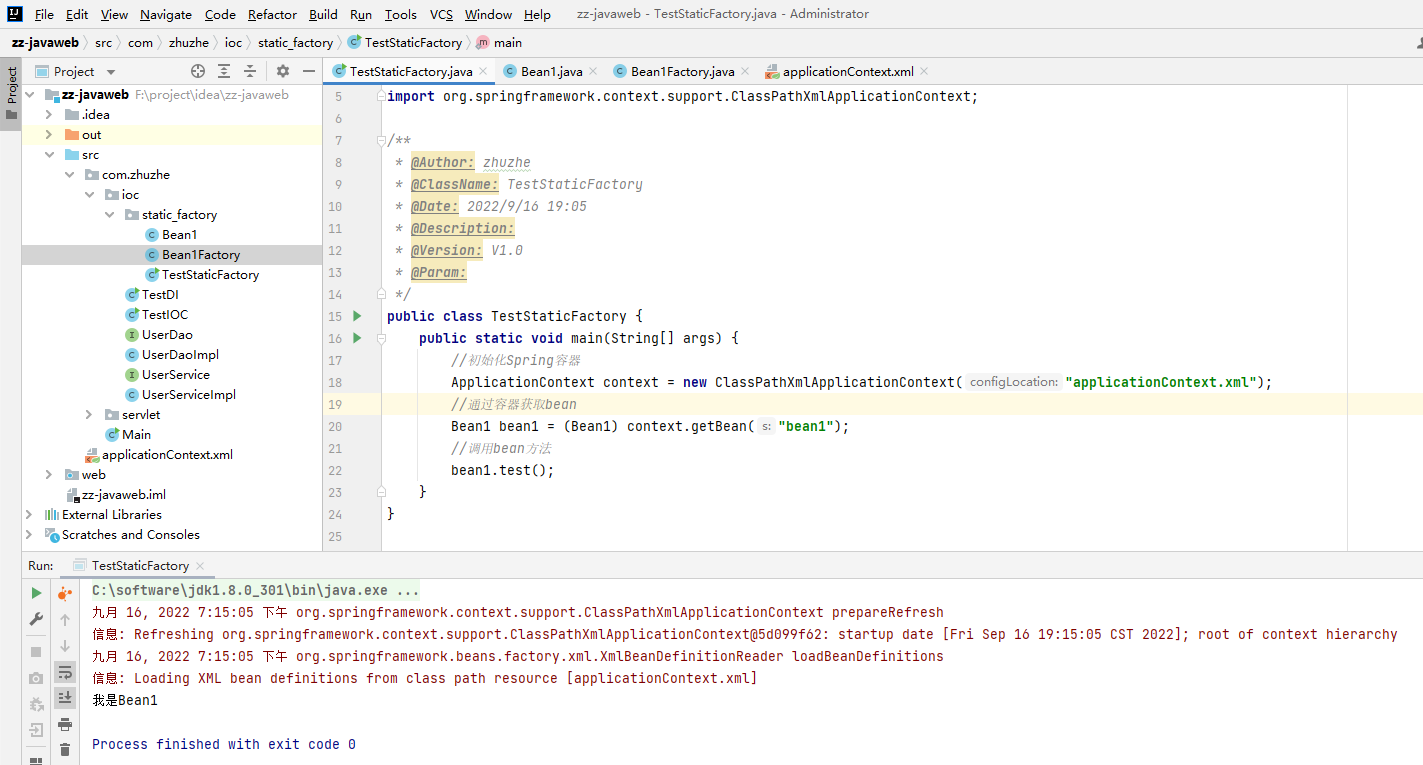 File Edit View Navigate Code Refactor Build Run Tools VCS Window Help zz-javaweb - TestStaticFactory.java - Administrator
zz-javaweb src com zhuzhe ioc static_factory TestStaticFactory main
Project
Project
TestStaticFactory.java Bean1.java Bean1Factory.java applicationContext.xml
zz-javaweb F:\project\idea\zz-javaweb
.idea
out
src
com.zhuzhe
ioc
static_factory
Bean1
Bean1Factory
TestStaticFactory
TestDI
TestIOC
UserDao
UserDaoImpl
UserService
UserServiceImpl
servlet
Main
applicationContext.xml
web
zz-javaweb.iml
External Libraries
Scratches and Consoles
5 import org.springframework.context.support.ClassPathXmlApplicationContext;
6
7 /**
8 * @Author: zhuzhe
9 * @ClassName: TestStaticFactory
10 * @Date: 2022/9/16 19:05
11 * @Description:
12 * @Version: V1.0
13 * @Param:
14 */
15 public class TestStaticFactory {
16 public static void main(String[] args) {
17 //初始化Spring容器
18 ApplicationContext context = new ClassPathXmlApplicationContext( configLocation: "applicationContext.xml");
19 //通过容器获取bean
20 Bean1 bean1 = (Bean1) context.getBean( s: "bean1");
21 //调用bean方法
22 bean1.test();
23 }
24 }
25
Run: TestStaticFactory
C:\software\jdk1.8.0_301\bin\java.exe ...
九月 16, 2022 7:15:05 下午 org.springframework.context.support.ClassPathXmlApplicationContext prepareRefresh
信息: Refreshing org.springframework.context.support.ClassPathXmlApplicationContext@5d099f62: startup date [Fri Sep 16 19:15:05 CST 2022]; root of context hierarchy
九月 16, 2022 7:15:05 下午 org.springframework.beans.factory.xml.XmlBeanDefinitionReader loadBeanDefinitions
信息: Loading XML bean definitions from class path resource [applicationContext.xml]
我是Bean1
Process finished with exit code 0